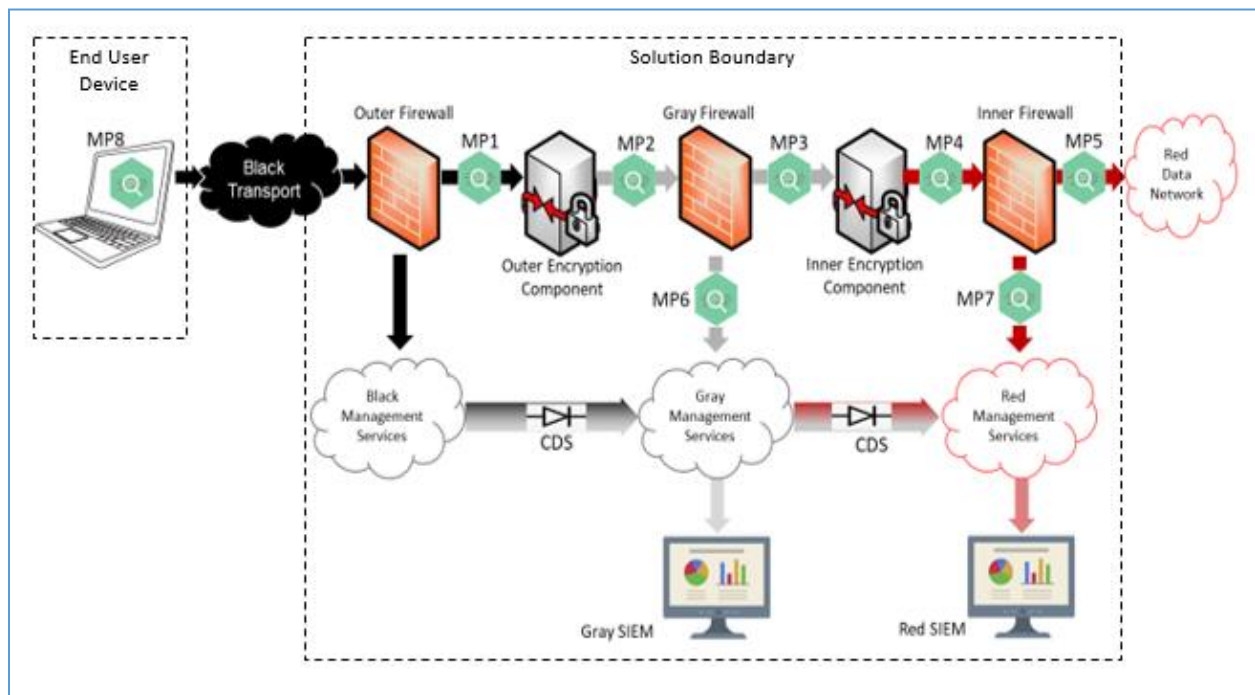 End User
Device
Solution Boundary
MP8
Black
Transport
Outer Firewall
MP1
Outer Encryption
Component
MP2
Gray Firewall
MP3
Inner Encryption
Component
MP4
Inner Firewall
MP5
Red
Data
Network
MP6
MP7
Black
Management
Services
CDS
Gray
Management
Services
CDS
Red
Management
Services
Gray SIEM
Red SIEM